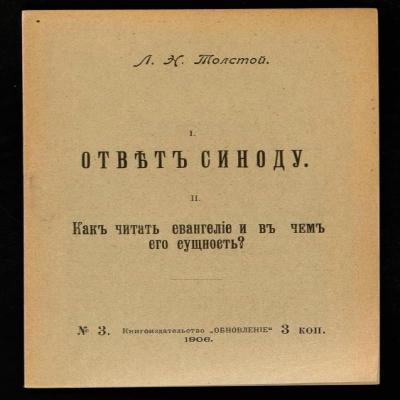 Л. Н. Толстой.
I.
ОТВѢТЪ СИНОДУ.
II.
Какъ читать евангеліе и въ чемъ
его сущность?
№ 3. Книгоиздательство „ОБНОВЛЕНІЕ“ 3 коп.
1906.